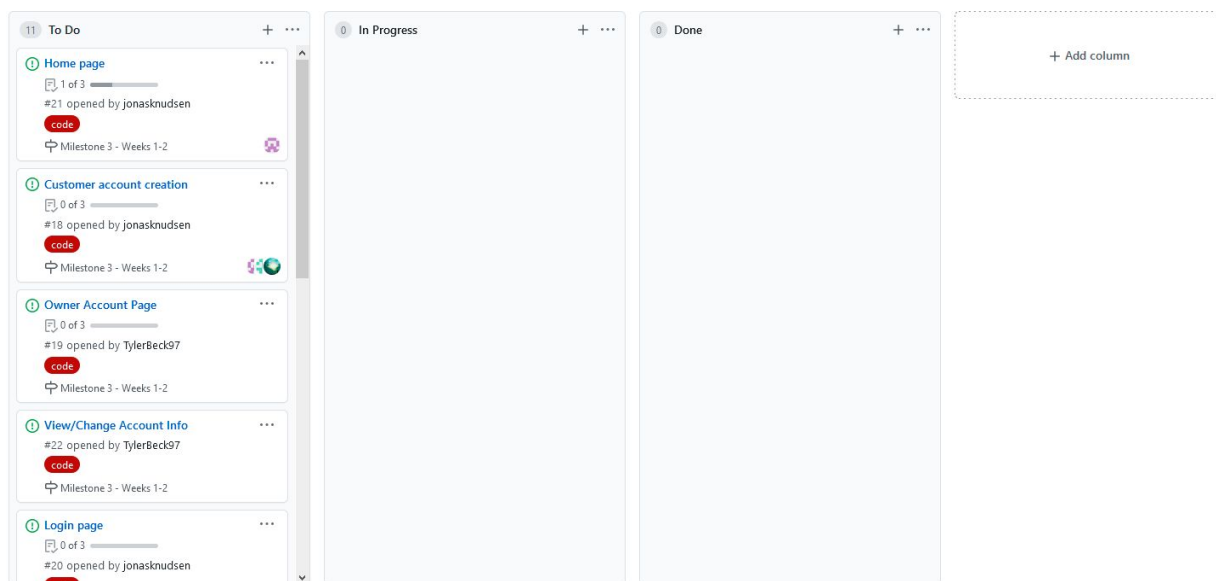 11 To Do
Home page
1 of 3
#21 opened by jonasknudsen
code
Milestone 3 - Weeks 1-2
Customer account creation
0 of 3
#18 opened by jonasknudsen
code
Milestone 3 - Weeks 1-2
Owner Account Page
0 of 3
#19 opened by TylerBeck97
code
Milestone 3 - Weeks 1-2
View/Change Account Info
#22 opened by TylerBeck97
code
Milestone 3 - Weeks 1-2
Login page
0 of 3
#20 opened by jonasknudsen
0 In Progress
0 Done
+ Add column